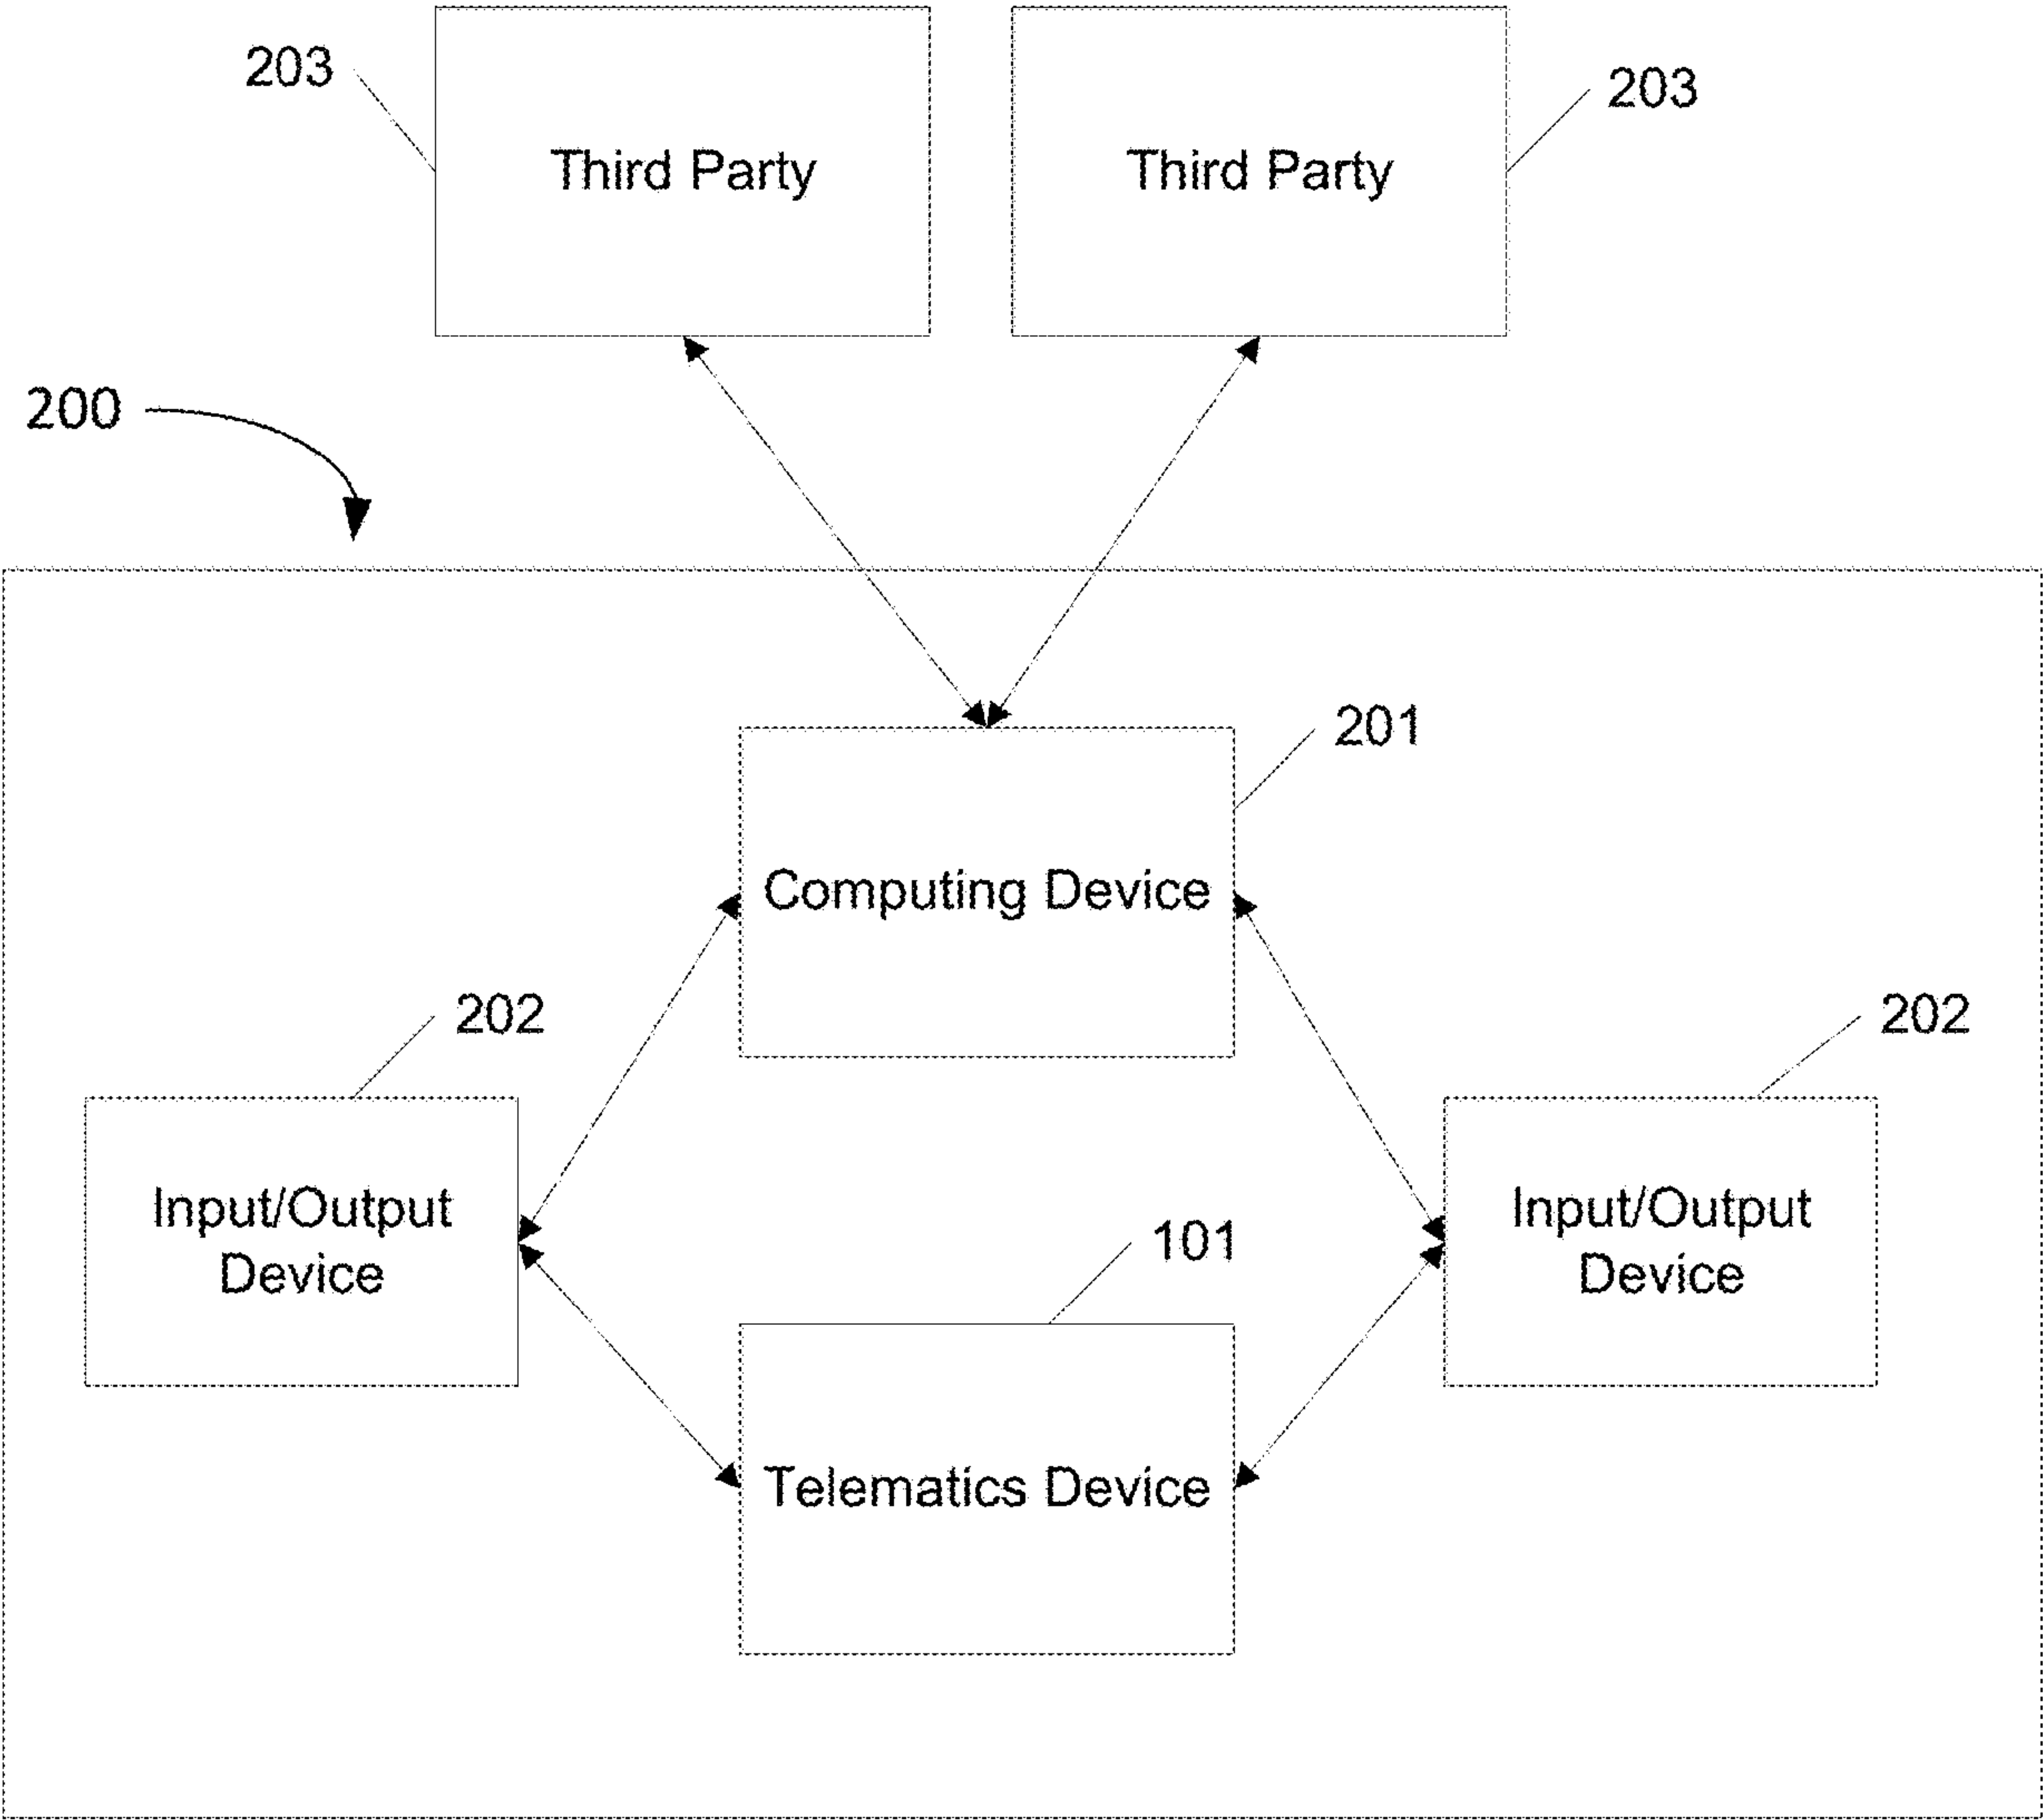 203
203
Third Party
Third Party
200
201
Computing Device
202
202
Input/Output
Device
Input/Output
Device
101
Telematics Device